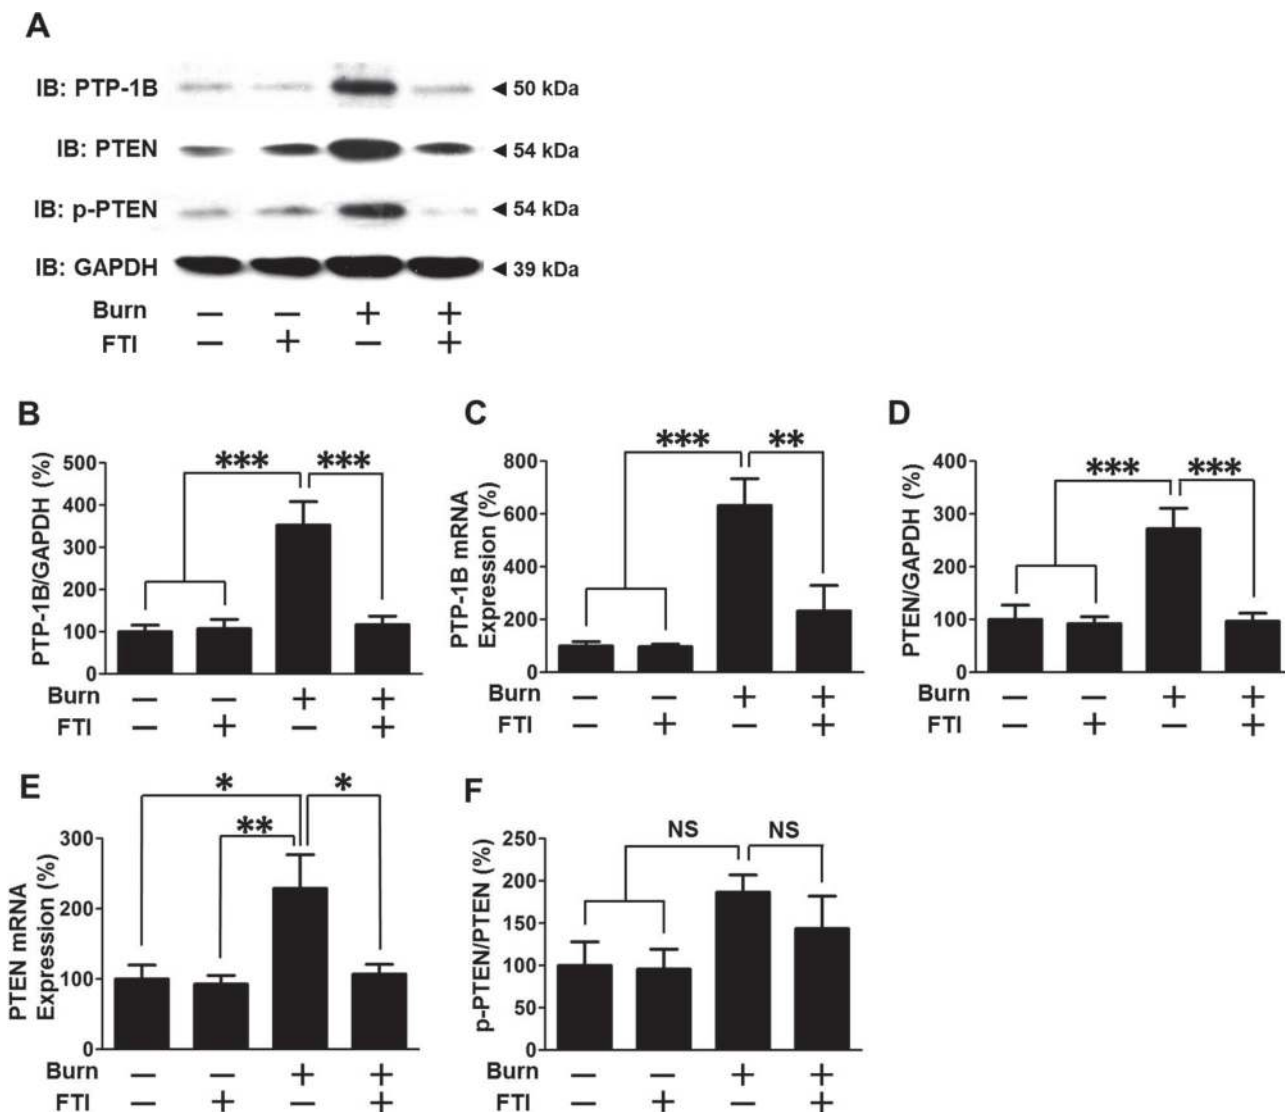 A
IB: PTP-1B ◄ 50 kDa
IB: PTEN ◄ 54 kDa
IB: p-PTEN ◄ 54 kDa
IB: GAPDH ◄ 39 kDa
Burn − − + +
FTI − + − +
B
PTP-1B/GAPDH (%)
500
400
300
200
100
0
*** ***
Burn − − + +
FTI − + − +
C
PTP-1B mRNA
Expression (%)
800
600
400
200
0
*** **
Burn − − + +
FTI − + − +
D
PTEN/GAPDH (%)
400
300
200
100
0
*** ***
Burn − − + +
FTI − + − +
E
PTEN mRNA
Expression (%)
300
200
100
0
* *
**
Burn − − + +
FTI − + − +
F
p-PTEN/PTEN (%)
250
200
150
100
50
0
NS NS
Burn − − + +
FTI − + − +